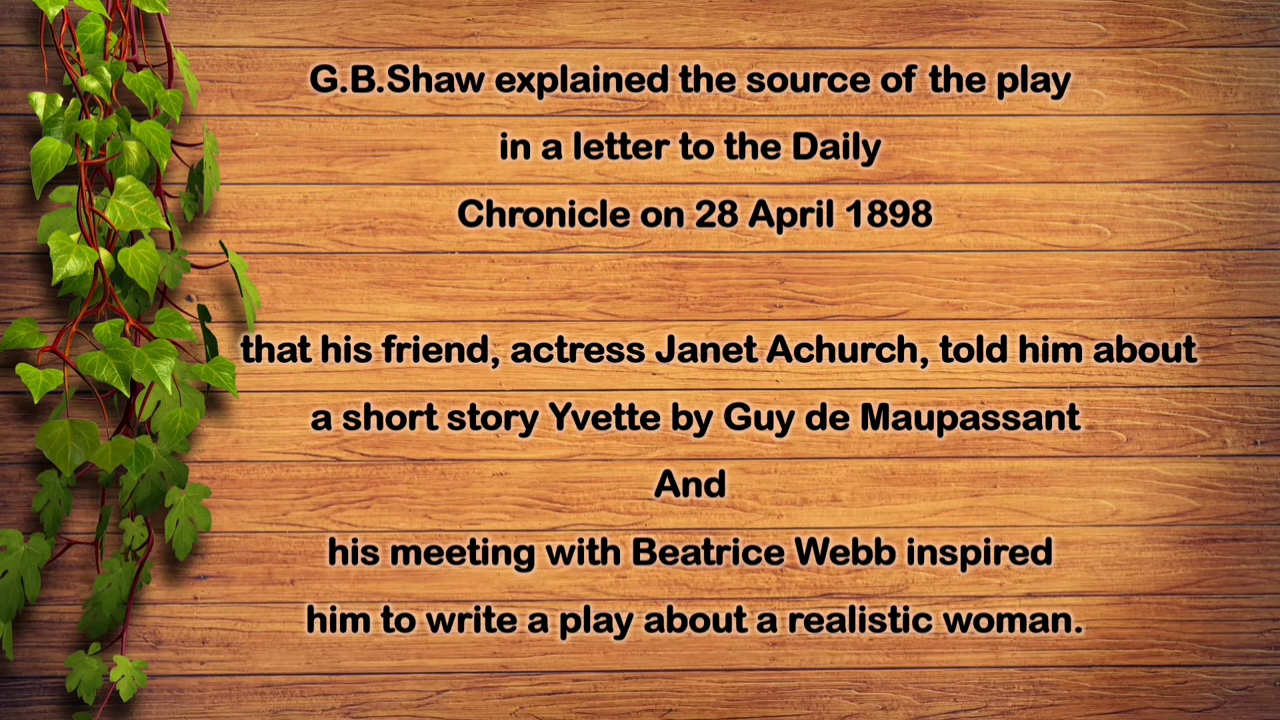 G.B.Shaw explained the source of the play
in a letter to the Daily
Chronicle on 28 April 1898
that his friend, actress Janet Achurch, told him about
a short story Yvette by Guy de Maupassant
And
his meeting with Beatrice Webb inspired
him to write a play about a realistic woman.